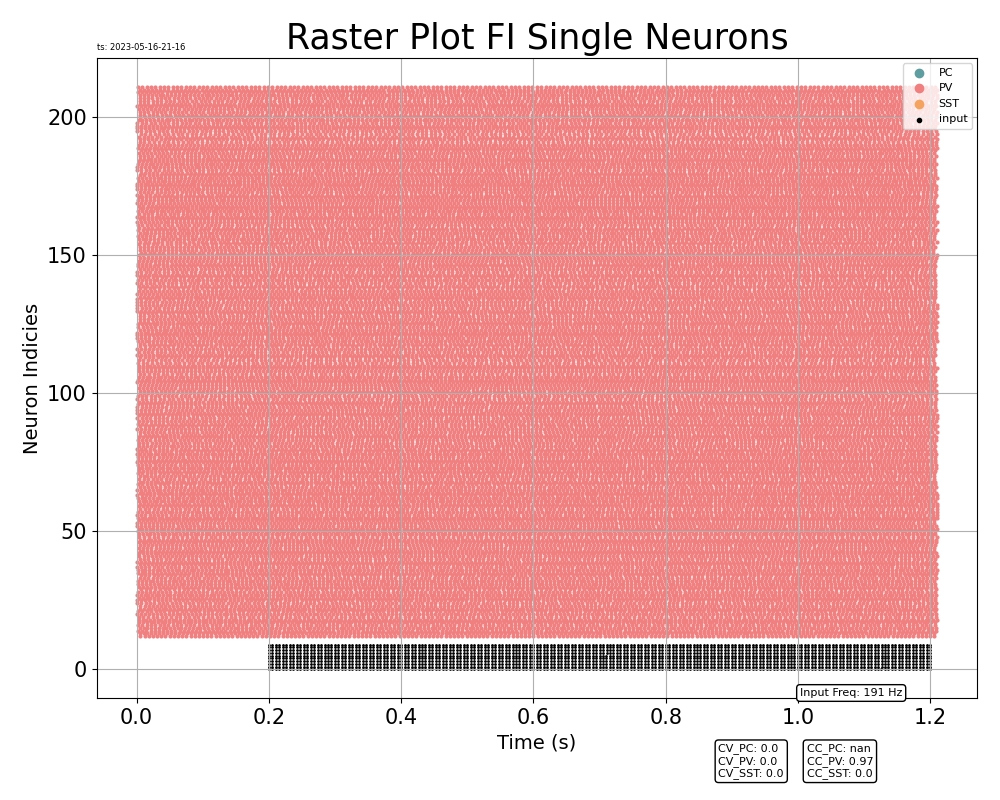 Raster Plot FI Single Neurons
ts: 2023-05-16-21-16
PC
PV
SST
input
200
150
100
50
0
Neuron Indicies
Input Freq: 191 Hz
0.0 0.2 0.4 0.6 0.8 1.0 1.2
Time (s)
CV_PC: 0.0
CV_PV: 0.0
CV_SST: 0.0
CC_PC: nan
CC_PV: 0.97
CC_SST: 0.0